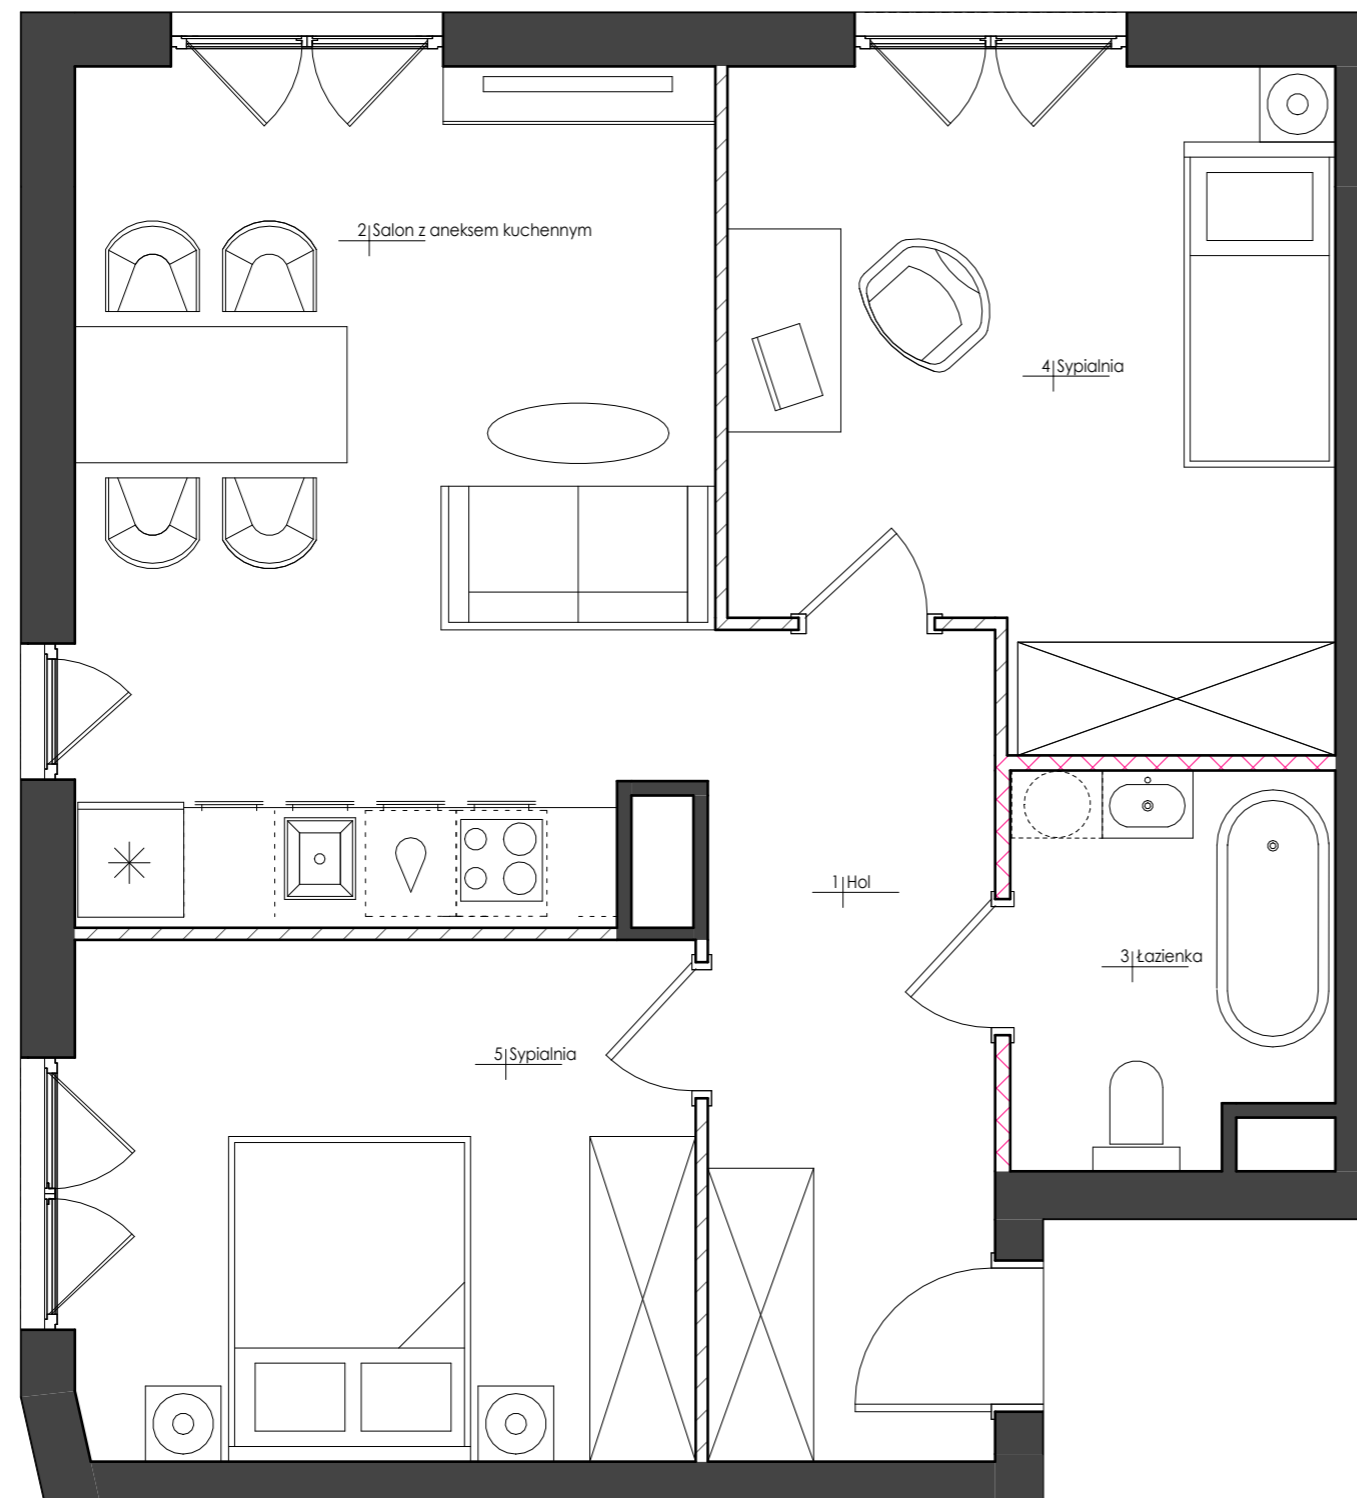 2 Salon z aneksem kuchennym
4 Sypialnia
1 Hol
3 Łazienka
5 Sypialnia